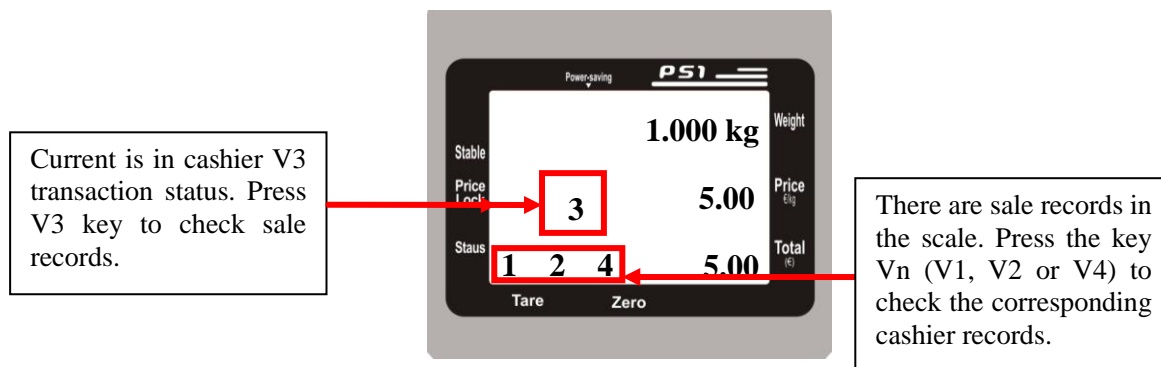 Power-saving
PS1
1.000 kg
Weight
Stable
Price
Lock
3
5.00
Price
€/kg
Staus
1 2 4
5.00
Total
(€)
Tare
Zero
Current is in cashier V3
transaction status. Press
V3 key to check sale
records.
There are sale records in
the scale. Press the key
Vn (V1, V2 or V4) to
check the corresponding
cashier records.